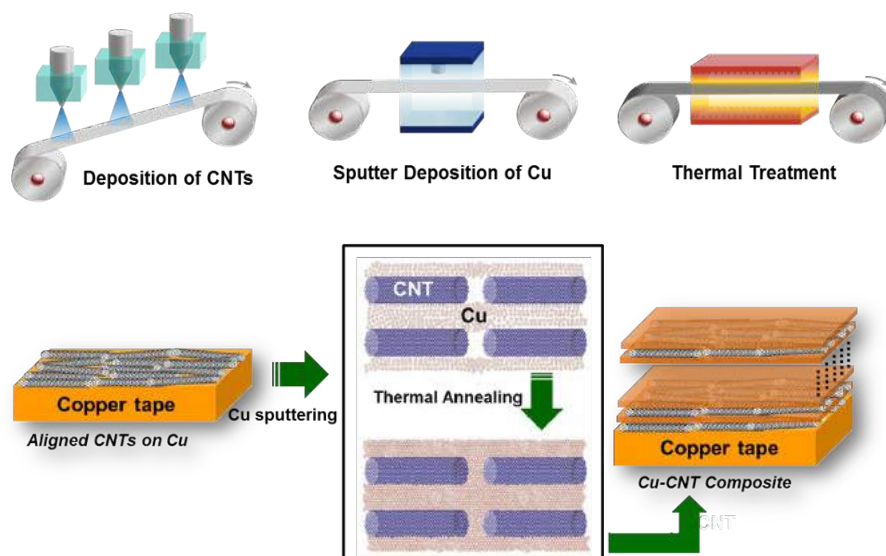 Deposition of CNTs
Sputter Deposition of Cu
Thermal Treatment
CNT
Cu
Copper tape
Aligned CNTs on Cu
Cu sputtering
Thermal Annealing
Copper tape
Cu-CNT Composite
CNT